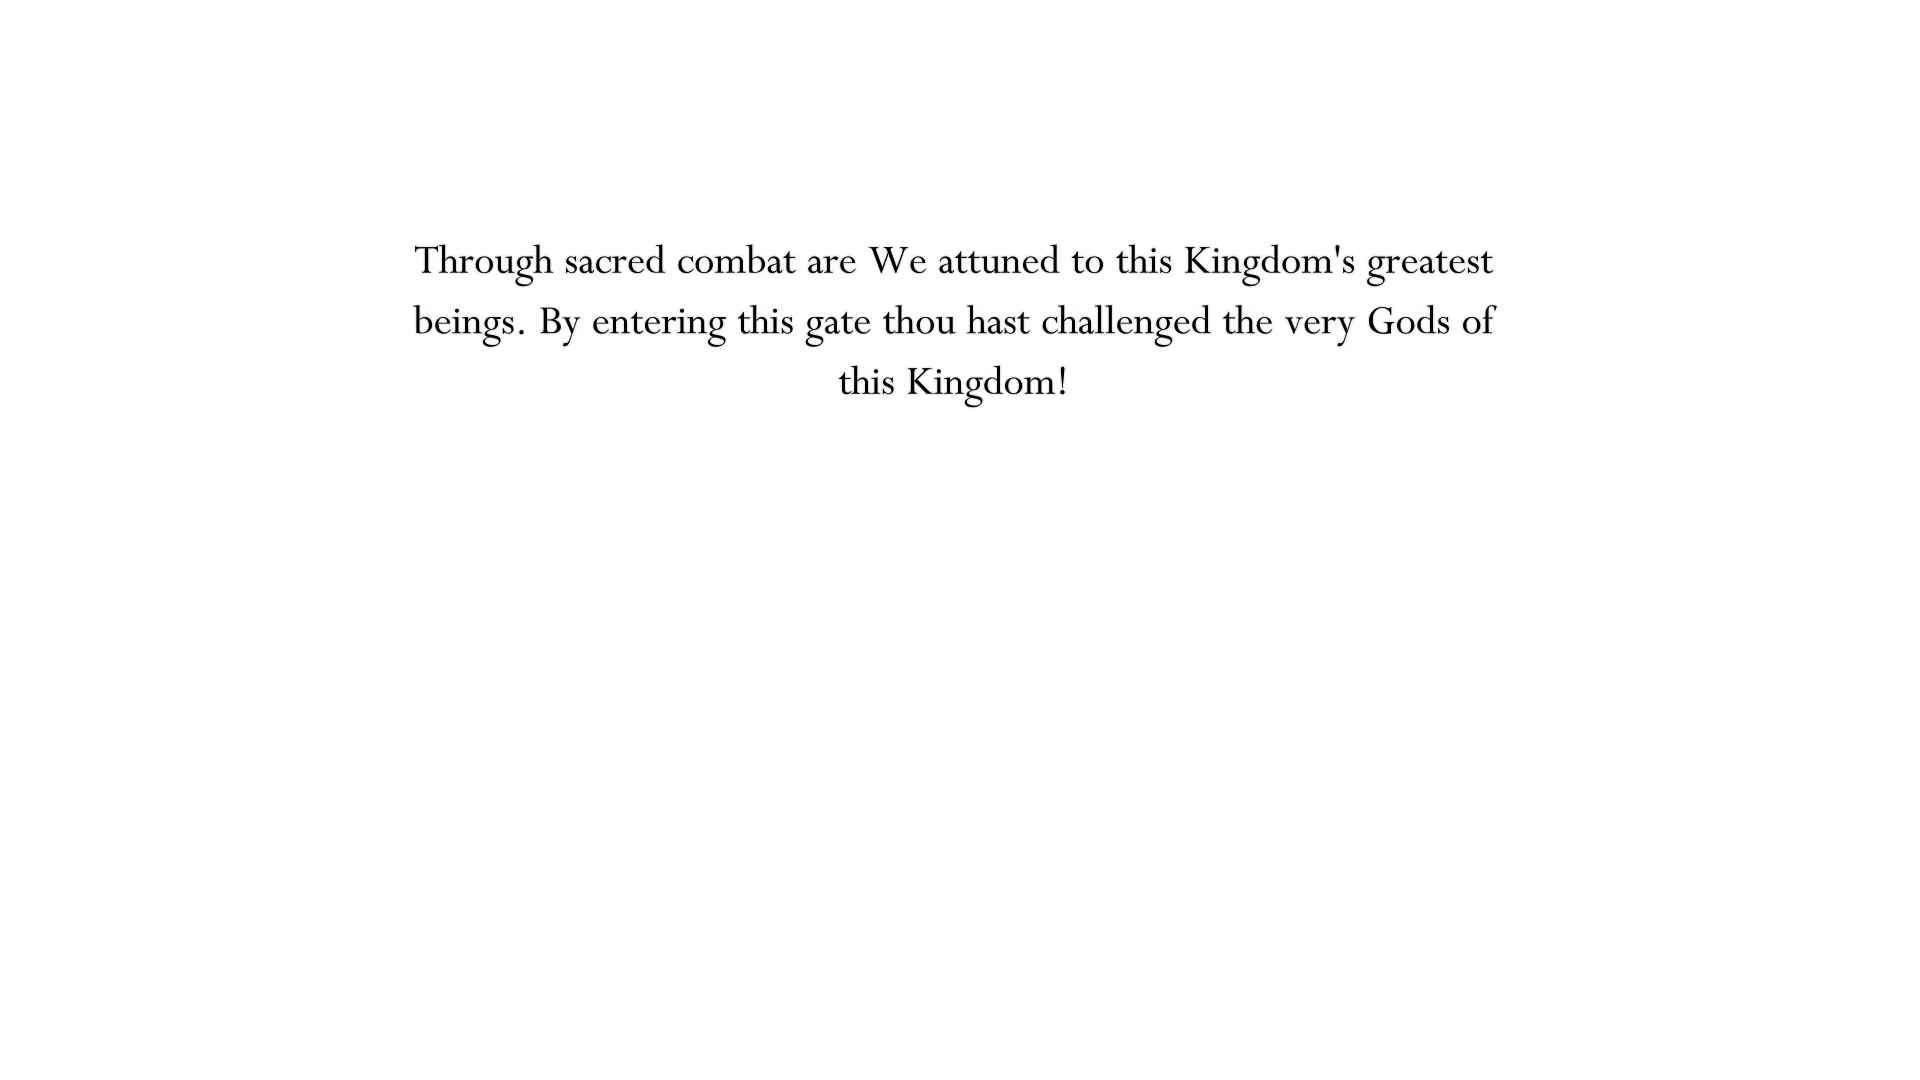 Through sacred combat are We attuned to this Kingdom's greatest
beings. By entering this gate thou hast challenged the very Gods of
this Kingdom!